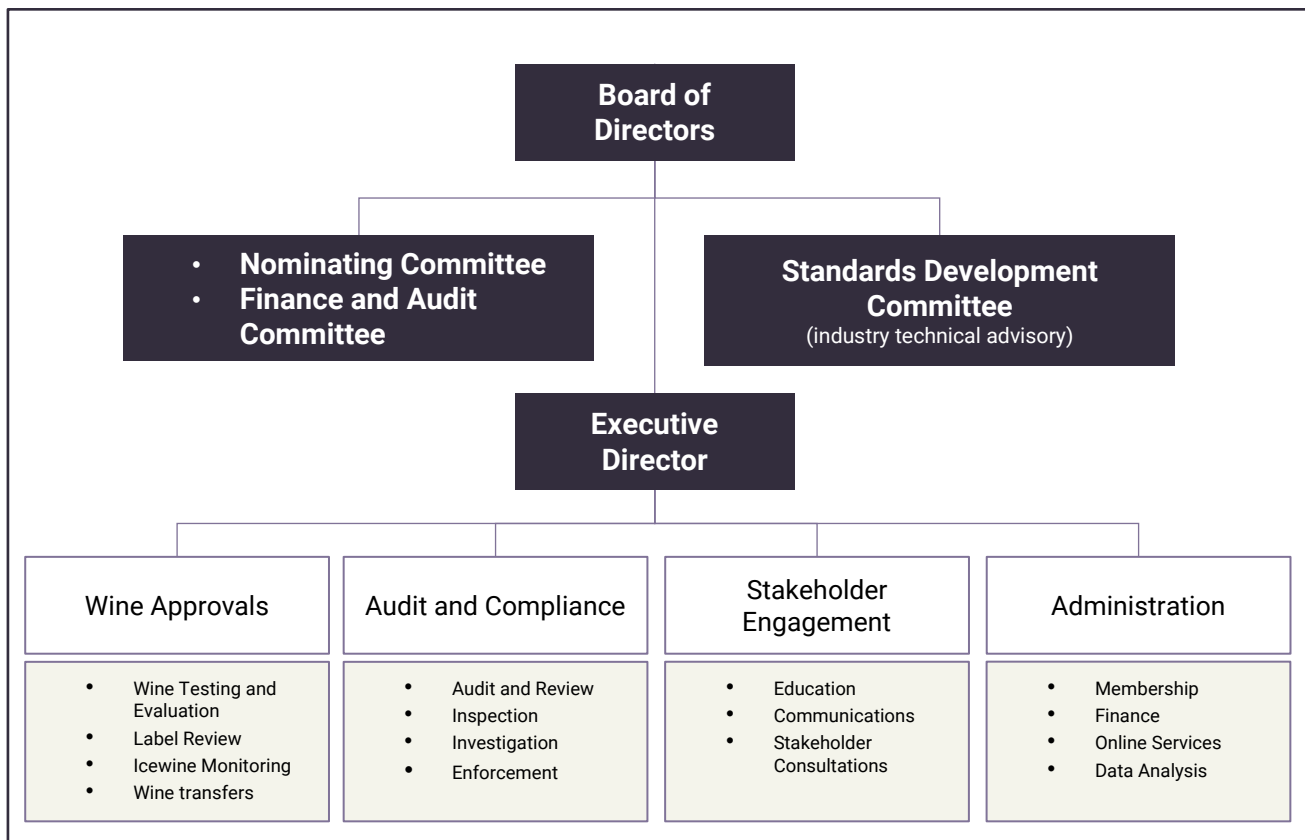 Board of
Directors
• Nominating Committee
• Finance and Audit
Committee
Standards Development
Committee
(industry technical advisory)
Executive
Director
Wine Approvals
• Wine Testing and
Evaluation
• Label Review
• Icewine Monitoring
• Wine transfers
Audit and Compliance
• Audit and Review
• Inspection
• Investigation
• Enforcement
Stakeholder
Engagement
• Education
• Communications
• Stakeholder
Consultations
Administration
• Membership
• Finance
• Online Services
• Data Analysis